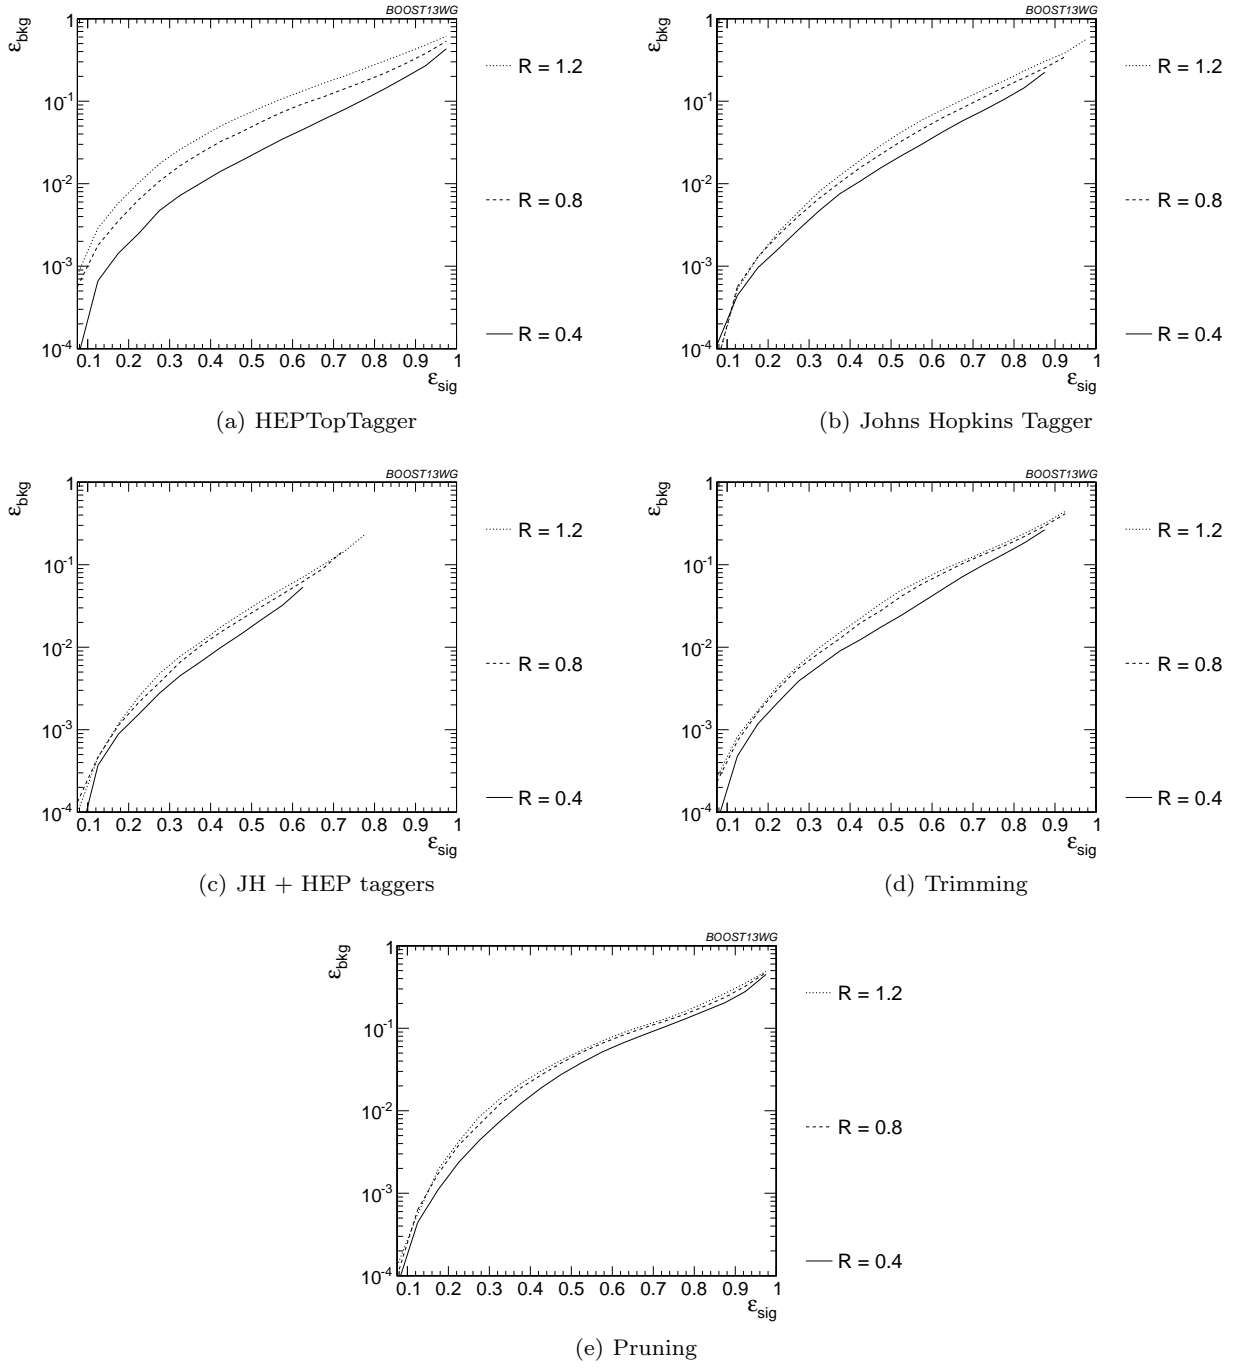 BOOST13WG
ε_bkg
1
10^-1
10^-2
10^-3
10^-4
0.1 0.2 0.3 0.4 0.5 0.6 0.7 0.8 0.9 1
ε_sig
R = 1.2
R = 0.8
R = 0.4
(a) HEPTopTagger
BOOST13WG
ε_bkg
1
10^-1
10^-2
10^-3
10^-4
0.1 0.2 0.3 0.4 0.5 0.6 0.7 0.8 0.9 1
ε_sig
R = 1.2
R = 0.8
R = 0.4
(b) Johns Hopkins Tagger
BOOST13WG
ε_bkg
1
10^-1
10^-2
10^-3
10^-4
0.1 0.2 0.3 0.4 0.5 0.6 0.7 0.8 0.9 1
ε_sig
R = 1.2
R = 0.8
R = 0.4
(c) JH + HEP taggers
BOOST13WG
ε_bkg
1
10^-1
10^-2
10^-3
10^-4
0.1 0.2 0.3 0.4 0.5 0.6 0.7 0.8 0.9 1
ε_sig
R = 1.2
R = 0.8
R = 0.4
(d) Trimming
BOOST13WG
ε_bkg
1
10^-1
10^-2
10^-3
10^-4
0.1 0.2 0.3 0.4 0.5 0.6 0.7 0.8 0.9 1
ε_sig
R = 1.2
R = 0.8
R = 0.4
(e) Pruning